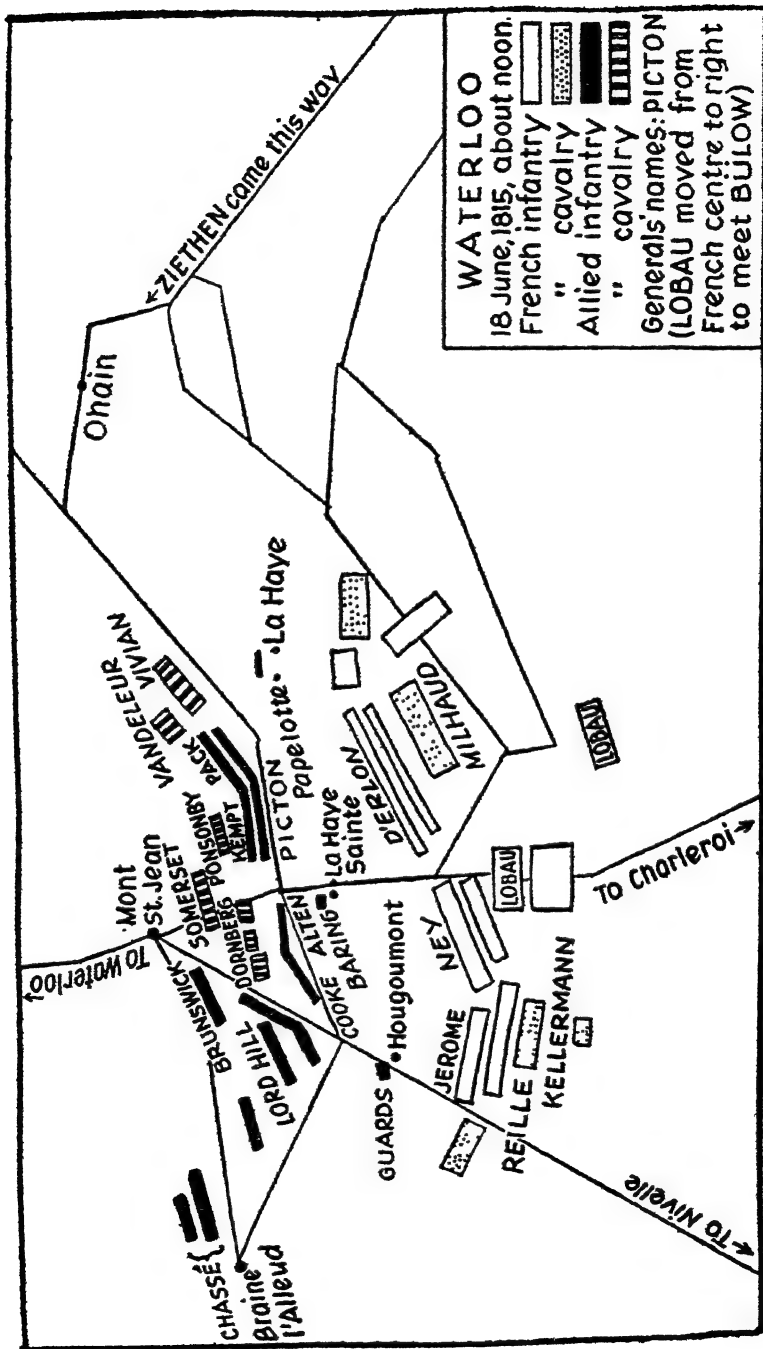 WATERLOO
18 June, 1815, about noon.
French infantry
" cavalry
Allied infantry
" cavalry
Generals' names: PICTON
(LOBAU moved from
French centre to right
to meet BULOW)
←To Waterloo
Mont
St. Jean
CHASSÉ {
Braine
l'Alleud
BRUNSWICK
LORD HILL
SOMERSET
DORNBERG
PONSONBY
KEMPT
PACK
VANDELEUR
VIVIAN
Ohain
←ZIETHEN came this way
COOKE
ALTEN
BARING
PICTON
Papelotte
La Haye
La Haye
Sainte
GUARDS
Hougoumont
JEROME
REILLE
KELLERMANN
NEY
D'ERLON
MILHAUD
LOBAU
LOBAU
To Charleroi→
←To Nivelle